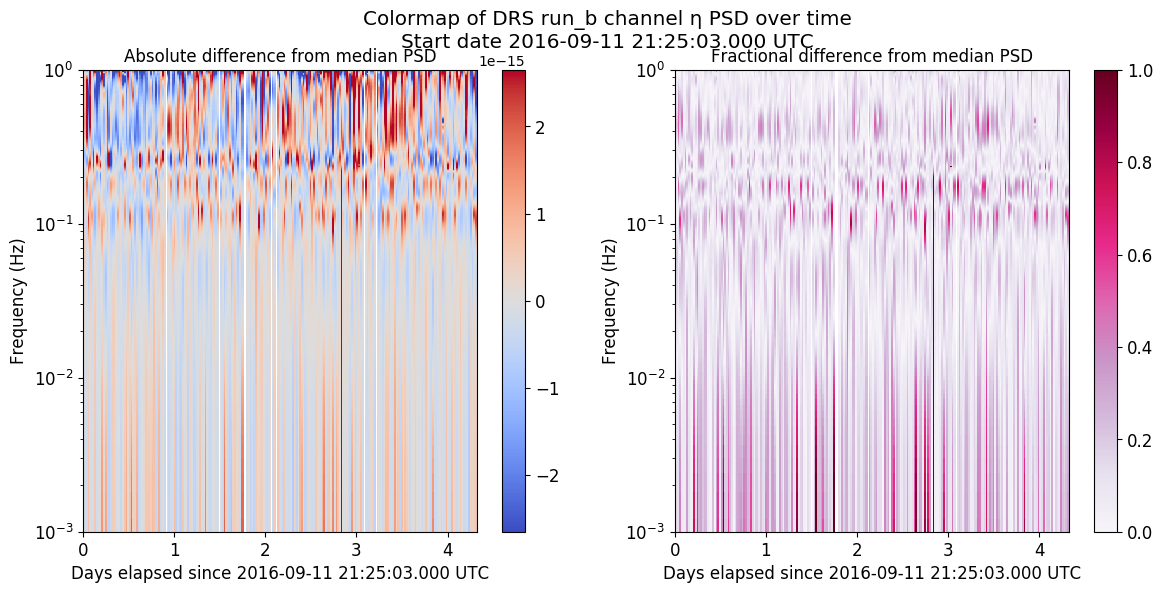 Colormap of DRS run_b channel η PSD over time
Start date 2016-09-11 21:25:03.000 UTC
Absolute difference from median PSD
1e−15
10⁰
10⁻¹
10⁻²
10⁻³
Frequency (Hz)
0 1 2 3 4
Days elapsed since 2016-09-11 21:25:03.000 UTC
2
1
0
−1
−2
Fractional difference from median PSD
10⁰
10⁻¹
10⁻²
10⁻³
Frequency (Hz)
0 1 2 3 4
Days elapsed since 2016-09-11 21:25:03.000 UTC
1.0
0.8
0.6
0.4
0.2
0.0